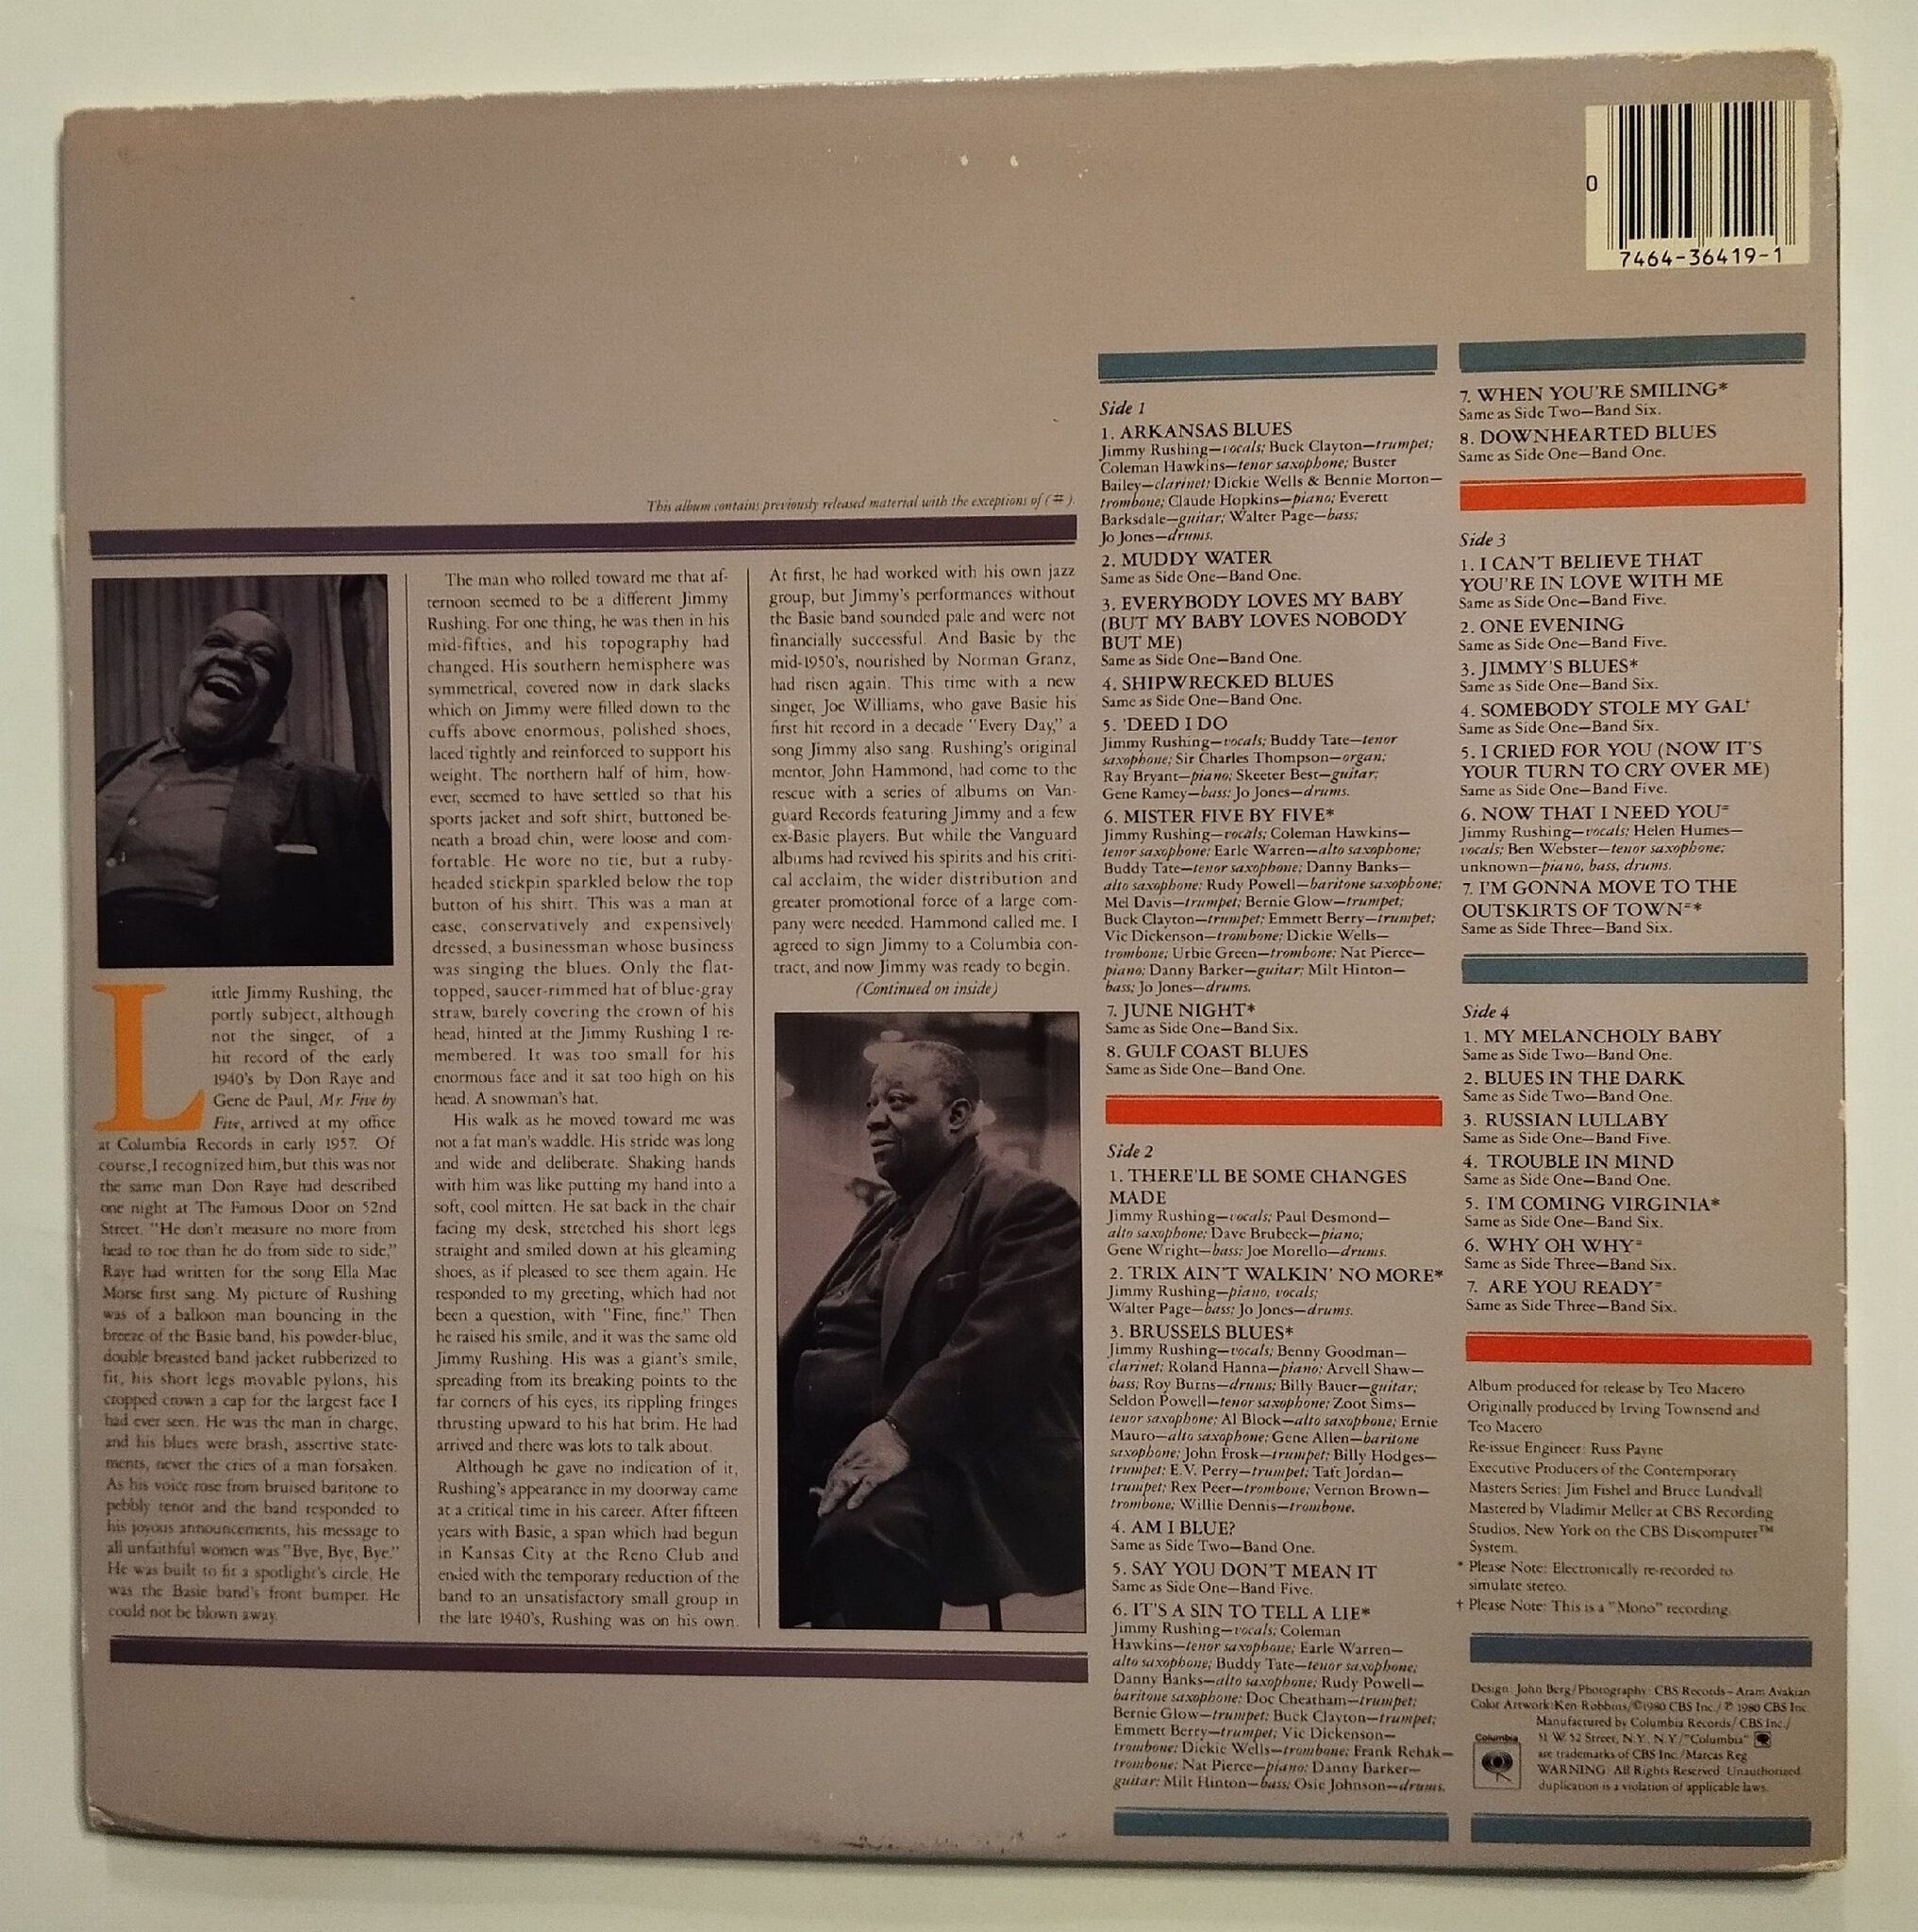 0
7464-36419-1
This album contains previously released material with the exceptions of (#).
Little Jimmy Rushing, the
portly subject, although
not the singer, of a
hit record of the early
1940's by Don Raye and
Gene de Paul, Mr. Five by
Five, arrived at my office
at Columbia Records in early 1957. Of
course, I recognized him, but this was not
the same man Don Raye had described
one night at The Famous Door on 52nd
Street. "He don't measure no more from
head to toe than he do from side to side,"
Raye had written for the song Ella Mae
Morse first sang. My picture of Rushing
was of a balloon man bouncing in the
breeze of the Basie band, his powder-blue,
double breasted band jacket rubberized to
fit, his short legs movable pylons, his
cropped crown a cap for the largest face I
had ever seen. He was the man in charge,
and his blues were brash, assertive state-
ments, never the cries of a man forsaken.
As his voice rose from bruised baritone to
pebbly tenor and the band responded to
his joyous announcements, his message to
all unfaithful women was "Bye, Bye, Bye."
He was built to fit a spotlight's circle. He
was the Basie band's front bumper. He
could not be blown away.
The man who rolled toward me that af-
ternoon seemed to be a different Jimmy
Rushing. For one thing, he was then in his
mid-fifties, and his topography had
changed. His southern hemisphere was
symmetrical, covered now in dark slacks
which on Jimmy were filled down to the
cuffs above enormous, polished shoes,
laced tightly and reinforced to support his
weight. The northern half of him, how-
ever, seemed to have settled so that his
sports jacket and soft shirt, buttoned be-
neath a broad chin, were loose and com-
fortable. He wore no tie, but a ruby-
headed stickpin sparkled below the top
button of his shirt. This was a man at
ease, conservatively and expensively
dressed, a businessman whose business
was singing the blues. Only the flat-
topped, saucer-rimmed hat of blue-gray
straw, barely covering the crown of his
head, hinted at the Jimmy Rushing I re-
membered. It was too small for his
enormous face and it sat too high on his
head. A snowman's hat.
His walk as he moved toward me was
not a fat man's waddle. His stride was long
and wide and deliberate. Shaking hands
with him was like putting my hand into a
soft, cool mitten. He sat back in the chair
facing my desk, stretched his short legs
straight and smiled down at his gleaming
shoes, as if pleased to see them again. He
responded to my greeting, which had not
been a question, with "Fine, fine." Then
he raised his smile, and it was the same old
Jimmy Rushing. His was a giant's smile,
spreading from its breaking points to the
far corners of his eyes, its rippling fringes
thrusting upward to his hat brim. He had
arrived and there was lots to talk about.
Although he gave no indication of it,
Rushing's appearance in my doorway came
at a critical time in his career. After fifteen
years with Basie, a span which had begun
in Kansas City at the Reno Club and
ended with the temporary reduction of the
band to an unsatisfactory small group in
the late 1940's, Rushing was on his own.
At first, he had worked with his own jazz
group, but Jimmy's performances without
the Basie band sounded pale and were not
financially successful. And Basie by the
mid-1950's, nourished by Norman Granz,
had risen again. This time with a new
singer, Joe Williams, who gave Basie his
first hit record in a decade "Every Day," a
song Jimmy also sang. Rushing's original
mentor, John Hammond, had come to the
rescue with a series of albums on Van-
guard Records featuring Jimmy and a few
ex-Basie players. But while the Vanguard
albums had revived his spirits and his criti-
cal acclaim, the wider distribution and
greater promotional force of a large com-
pany were needed. Hammond called me. I
agreed to sign Jimmy to a Columbia con-
tract, and now Jimmy was ready to begin.
(Continued on inside)
Side 1
1. ARKANSAS BLUES
Jimmy Rushing—vocals; Buck Clayton—trumpet;
Coleman Hawkins—tenor saxophone; Buster
Bailey—clarinet; Dickie Wells & Bennie Morton—
trombone; Claude Hopkins—piano; Everett
Barksdale—guitar; Walter Page—bass;
Jo Jones—drums.
2. MUDDY WATER
Same as Side One—Band One.
3. EVERYBODY LOVES MY BABY
(BUT MY BABY LOVES NOBODY
BUT ME)
Same as Side One—Band One.
4. SHIPWRECKED BLUES
Same as Side One—Band One.
5. 'DEED I DO
Jimmy Rushing—vocals; Buddy Tate—tenor
saxophone; Sir Charles Thompson—organ;
Ray Bryant—piano; Skeeter Best—guitar;
Gene Ramey—bass; Jo Jones—drums.
6. MISTER FIVE BY FIVE*
Jimmy Rushing—vocals; Coleman Hawkins—
tenor saxophone; Earle Warren—alto saxophone;
Buddy Tate—tenor saxophone; Danny Banks—
alto saxophone; Rudy Powell—baritone saxophone;
Mel Davis—trumpet; Bernie Glow—trumpet;
Buck Clayton—trumpet; Emmett Berry—trumpet;
Vic Dickenson—trombone; Dickie Wells—
trombone; Urbie Green—trombone; Nat Pierce—
piano; Danny Barker—guitar; Milt Hinton—
bass; Jo Jones—drums.
7. JUNE NIGHT*
Same as Side One—Band Six.
8. GULF COAST BLUES
Same as Side One—Band One.
Side 2
1. THERE'LL BE SOME CHANGES
MADE
Jimmy Rushing—vocals; Paul Desmond—
alto saxophone; Dave Brubeck—piano;
Gene Wright—bass; Joe Morello—drums.
2. TRIX AIN'T WALKIN' NO MORE*
Jimmy Rushing—piano, vocals;
Walter Page—bass; Jo Jones—drums.
3. BRUSSELS BLUES*
Jimmy Rushing—vocals; Benny Goodman—
clarinet; Roland Hanna—piano; Arvell Shaw—
bass; Roy Burns—drums; Billy Bauer—guitar;
Seldon Powell—tenor saxophone; Zoot Sims—
tenor saxophone; Al Block—alto saxophone; Ernie
Mauro—alto saxophone; Gene Allen—baritone
saxophone; John Frosk—trumpet; Billy Hodges—
trumpet; E.V. Perry—trumpet; Taft Jordan—
trumpet; Rex Peer—trombone; Vernon Brown—
trombone; Willie Dennis—trombone.
4. AM I BLUE?
Same as Side Two—Band One.
5. SAY YOU DON'T MEAN IT
Same as Side One—Band Five.
6. IT'S A SIN TO TELL A LIE*
Jimmy Rushing—vocals; Coleman
Hawkins—tenor saxophone; Earle Warren—
alto saxophone; Buddy Tate—tenor saxophone;
Danny Banks—alto saxophone; Rudy Powell—
baritone saxophone; Doc Cheatham—trumpet;
Bernie Glow—trumpet; Buck Clayton—trumpet;
Emmett Berry—trumpet; Vic Dickenson—
trombone; Dickie Wells—trombone; Frank Rehak—
trombone; Nat Pierce—piano; Danny Barker—
guitar; Milt Hinton—bass; Osie Johnson—drums.
7. WHEN YOU'RE SMILING*
Same as Side Two—Band Six.
8. DOWNHEARTED BLUES
Same as Side One—Band One.
Side 3
1. I CAN'T BELIEVE THAT
YOU'RE IN LOVE WITH ME
Same as Side One—Band Five.
2. ONE EVENING
Same as Side One—Band Five.
3. JIMMY'S BLUES*
Same as Side One—Band Six.
4. SOMEBODY STOLE MY GAL†
Same as Side One—Band Six.
5. I CRIED FOR YOU (NOW IT'S
YOUR TURN TO CRY OVER ME)
Same as Side One—Band Five.
6. NOW THAT I NEED YOU#
Jimmy Rushing—vocals; Helen Humes—
vocals; Ben Webster—tenor saxophone;
unknown—piano, bass, drums.
7. I'M GONNA MOVE TO THE
OUTSKIRTS OF TOWN#*
Same as Side Three—Band Six.
Side 4
1. MY MELANCHOLY BABY
Same as Side Two—Band One.
2. BLUES IN THE DARK
Same as Side Two—Band One.
3. RUSSIAN LULLABY
Same as Side One—Band Five.
4. TROUBLE IN MIND
Same as Side One—Band One.
5. I'M COMING VIRGINIA*
Same as Side One—Band Six.
6. WHY OH WHY#
Same as Side Three—Band Six.
7. ARE YOU READY#
Same as Side Three—Band Six.
Album produced for release by Teo Macero
Originally produced by Irving Townsend and
Teo Macero
Re-issue Engineer: Russ Payne
Executive Producers of the Contemporary
Masters Series: Jim Fishel and Bruce Lundvall
Mastered by Vladimir Meller at CBS Recording
Studios, New York on the CBS Discomputer™
System.
* Please Note: Electronically re-recorded to
simulate stereo.
† Please Note: This is a "Mono" recording.
Design: John Berg/Photography: CBS Records–Aram Avakian
Color Artwork: Ken Robbins/©1980 CBS Inc./℗ 1980 CBS Inc.
Manufactured by Columbia Records/CBS Inc./
51 W. 52 Street, N.Y., N.Y./"Columbia"
are trademarks of CBS Inc./Marcas Reg.
WARNING: All Rights Reserved. Unauthorized
duplication is a violation of applicable laws.
Columbia